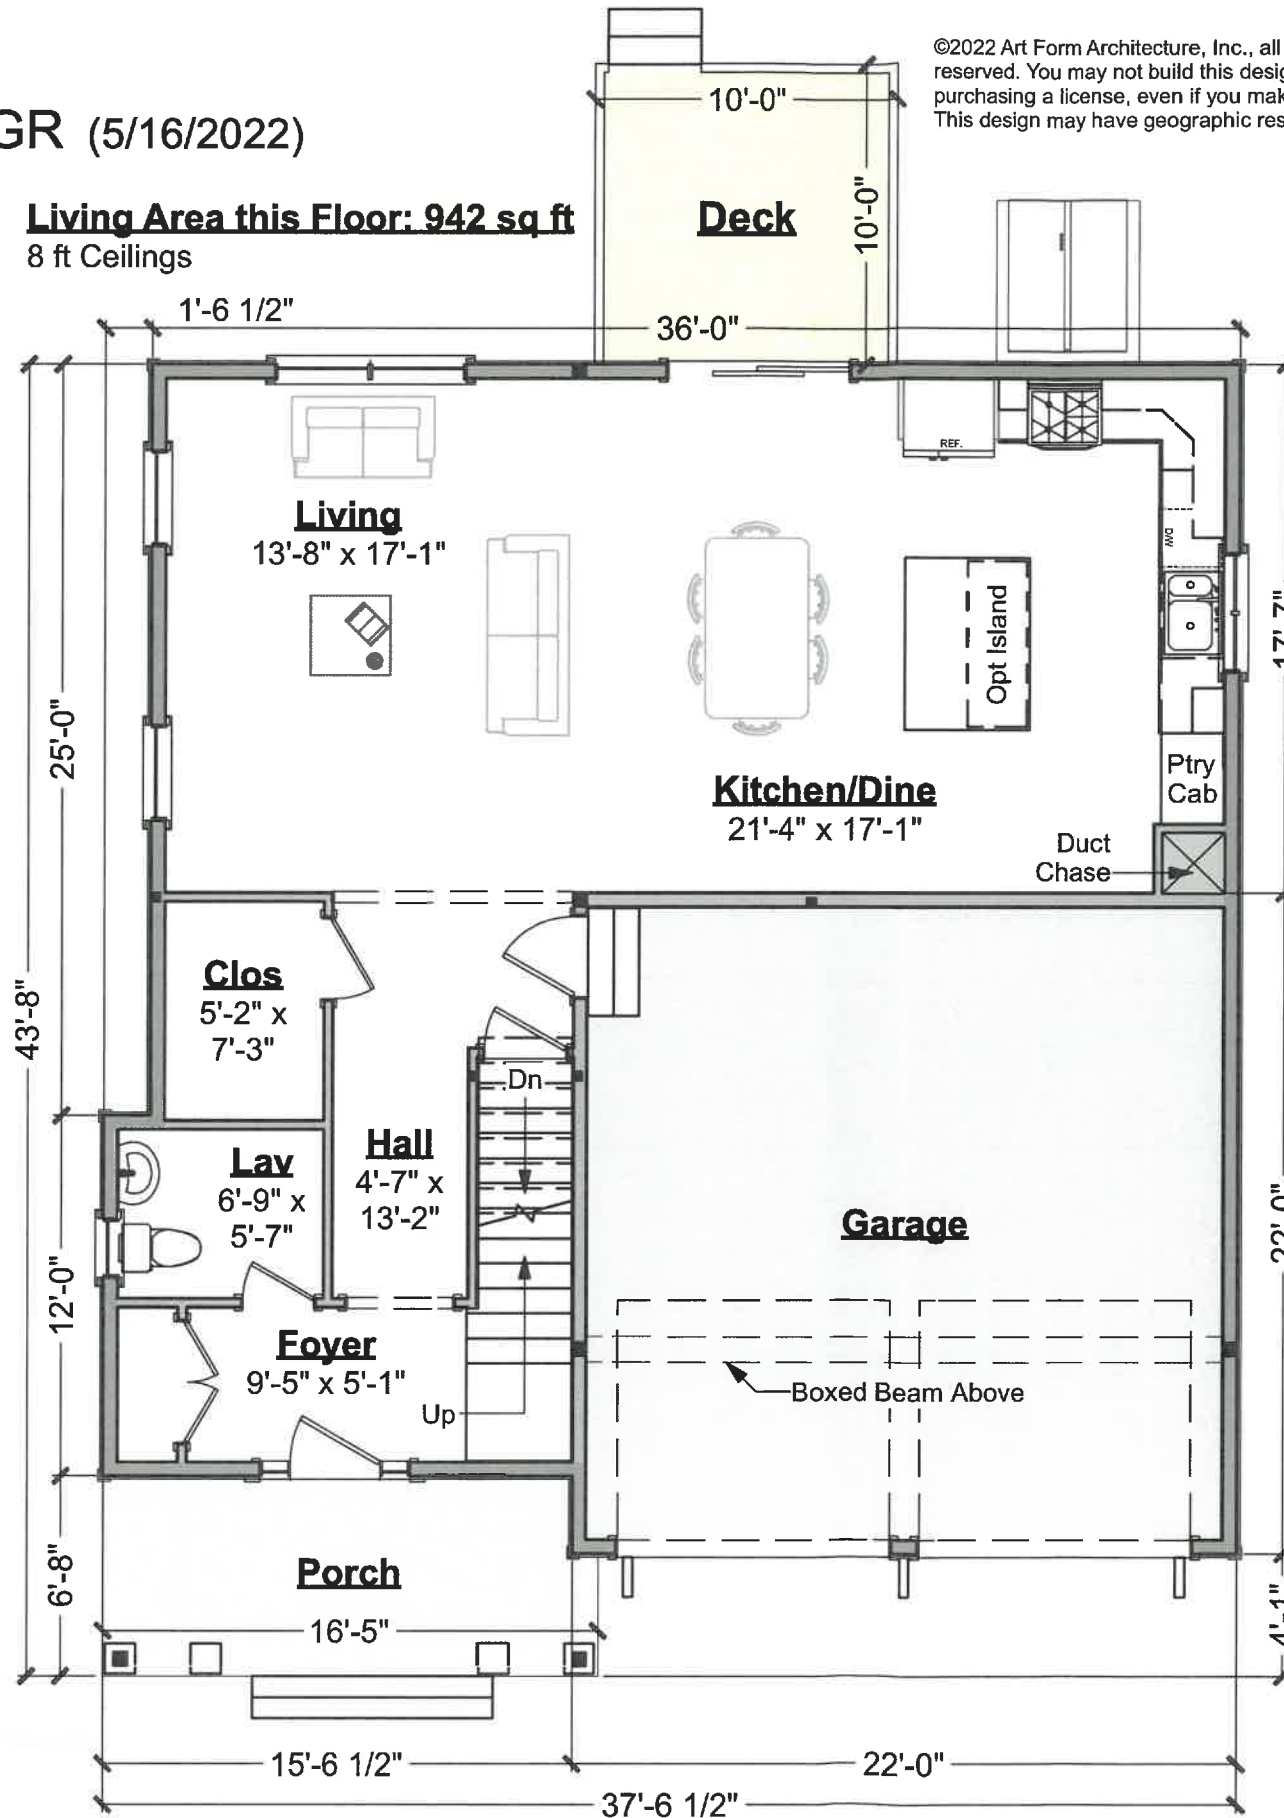 ©2022 Art Form Architecture, Inc., all
reserved. You may not build this desig
purchasing a license, even if you mak
This design may have geographic res
GR (5/16/2022)
Living Area this Floor: 942 sq ft
8 ft Ceilings
10'-0"
10'-0"
Deck
1'-6 1/2"
36'-0"
REF.
Living
13'-8" x 17'-1"
D/W
Opt Island
17'-7"
25'-0"
Kitchen/Dine
21'-4" x 17'-1"
Ptry
Cab
Duct
Chase
43'-8"
Clos
5'-2" x
7'-3"
Dn
Hall
4'-7" x
13'-2"
Lav
6'-9" x
5'-7"
Garage
22'-0"
12'-0"
Foyer
9'-5" x 5'-1"
Up
Boxed Beam Above
6'-8"
Porch
16'-5"
4'-1"
15'-6 1/2"
22'-0"
37'-6 1/2"